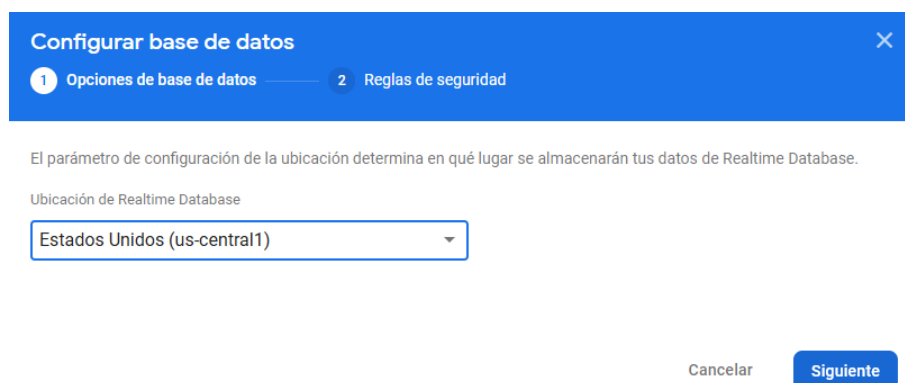 Configurar base de datos
1 Opciones de base de datos 2 Reglas de seguridad
El parámetro de configuración de la ubicación determina en qué lugar se almacenarán tus datos de Realtime Database.
Ubicación de Realtime Database
Estados Unidos (us-central1)
Cancelar Siguiente